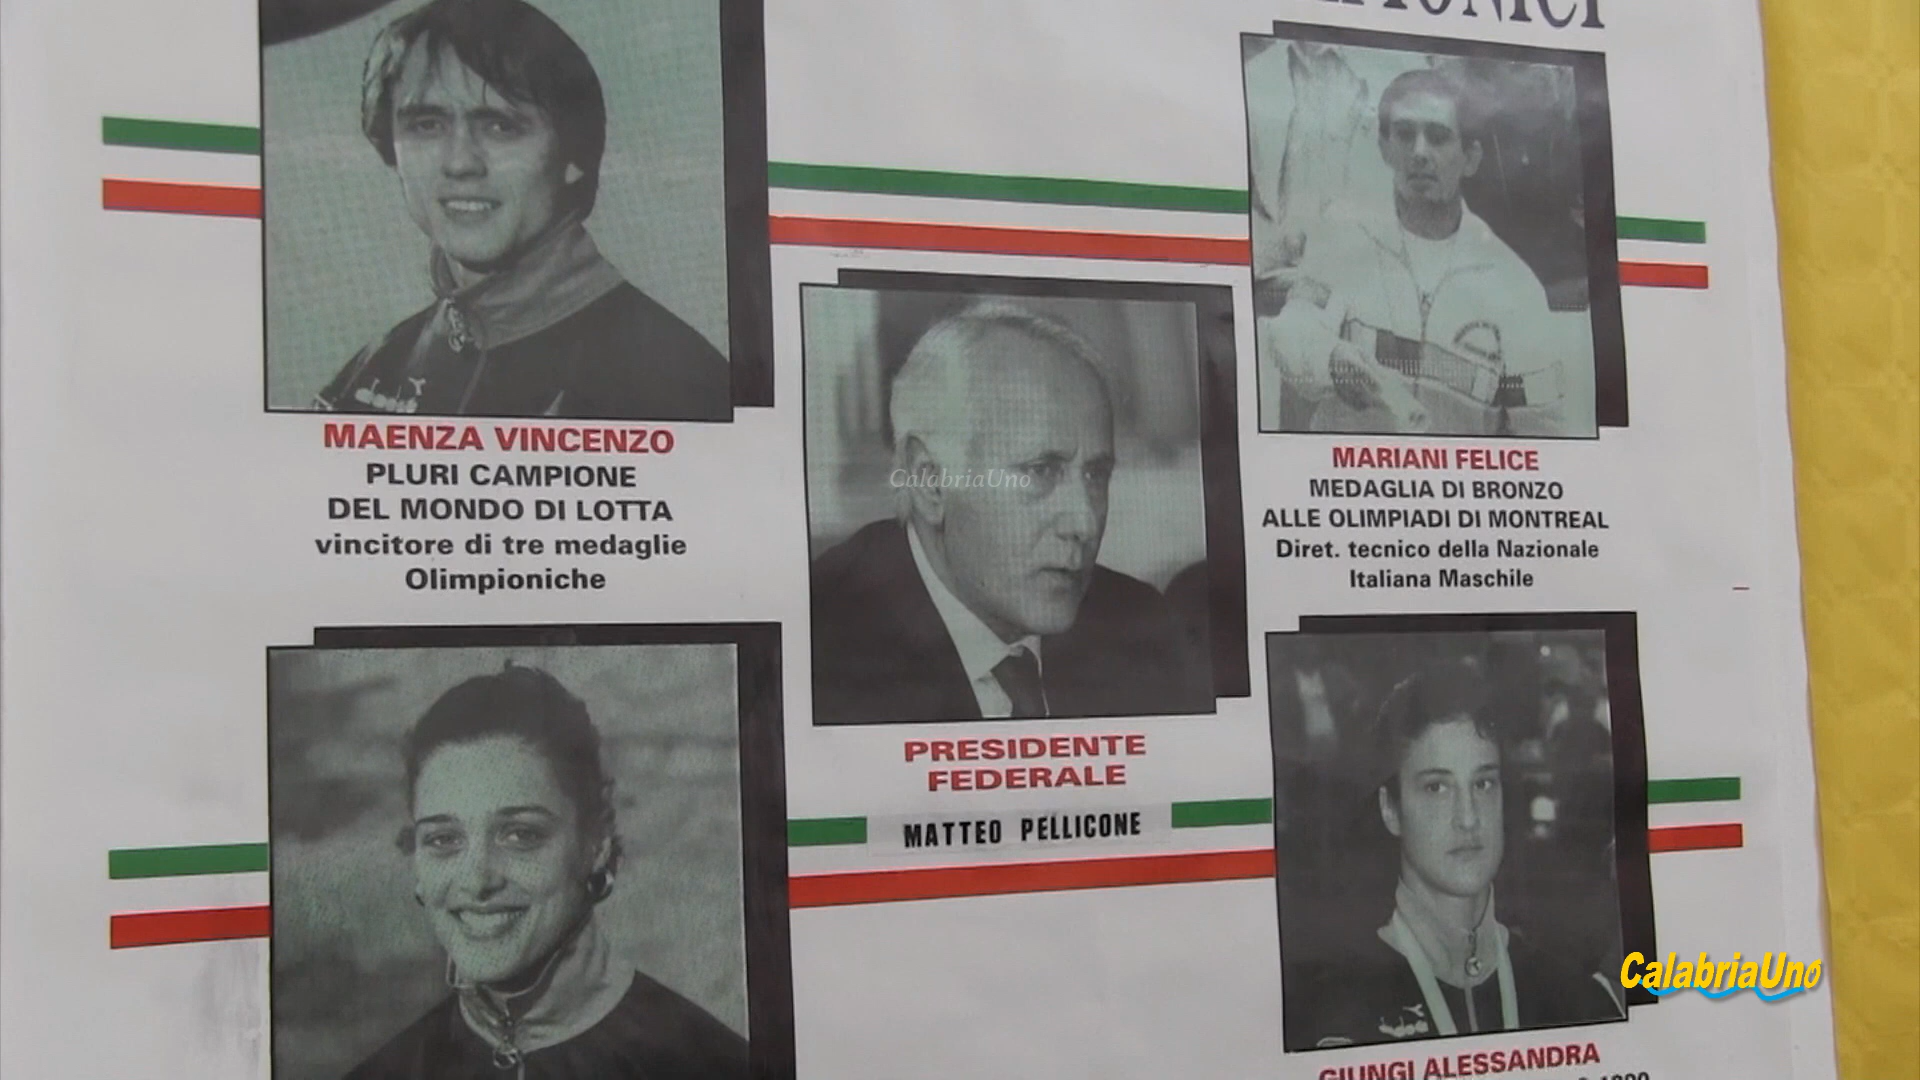 MAENZA VINCENZO
PLURI CAMPIONE
DEL MONDO DI LOTTA
vincitore di tre medaglie
Olimpioniche
diadora
MARIANI FELICE
MEDAGLIA DI BRONZO
ALLE OLIMPIADI DI MONTREAL
Diret. tecnico della Nazionale
Italiana Maschile
CalabriaUno
PRESIDENTE
FEDERALE
MATTEO PELLICONE
GIUNGI ALESSANDRA
CalabriaUno